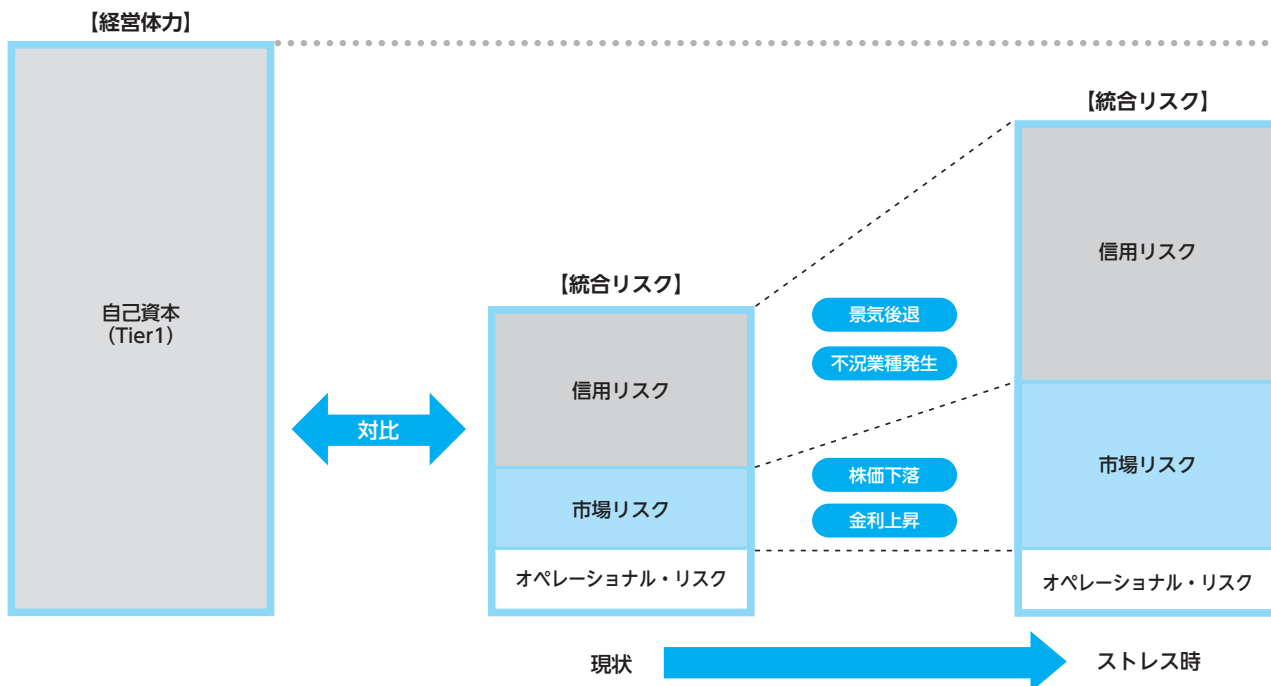 【経営体力】
自己資本
(Tier1)
対比
【統合リスク】
信用リスク
市場リスク
オペレーショナル・リスク
景気後退
不況業種発生
株価下落
金利上昇
【統合リスク】
信用リスク
市場リスク
オペレーショナル・リスク
現状
ストレス時